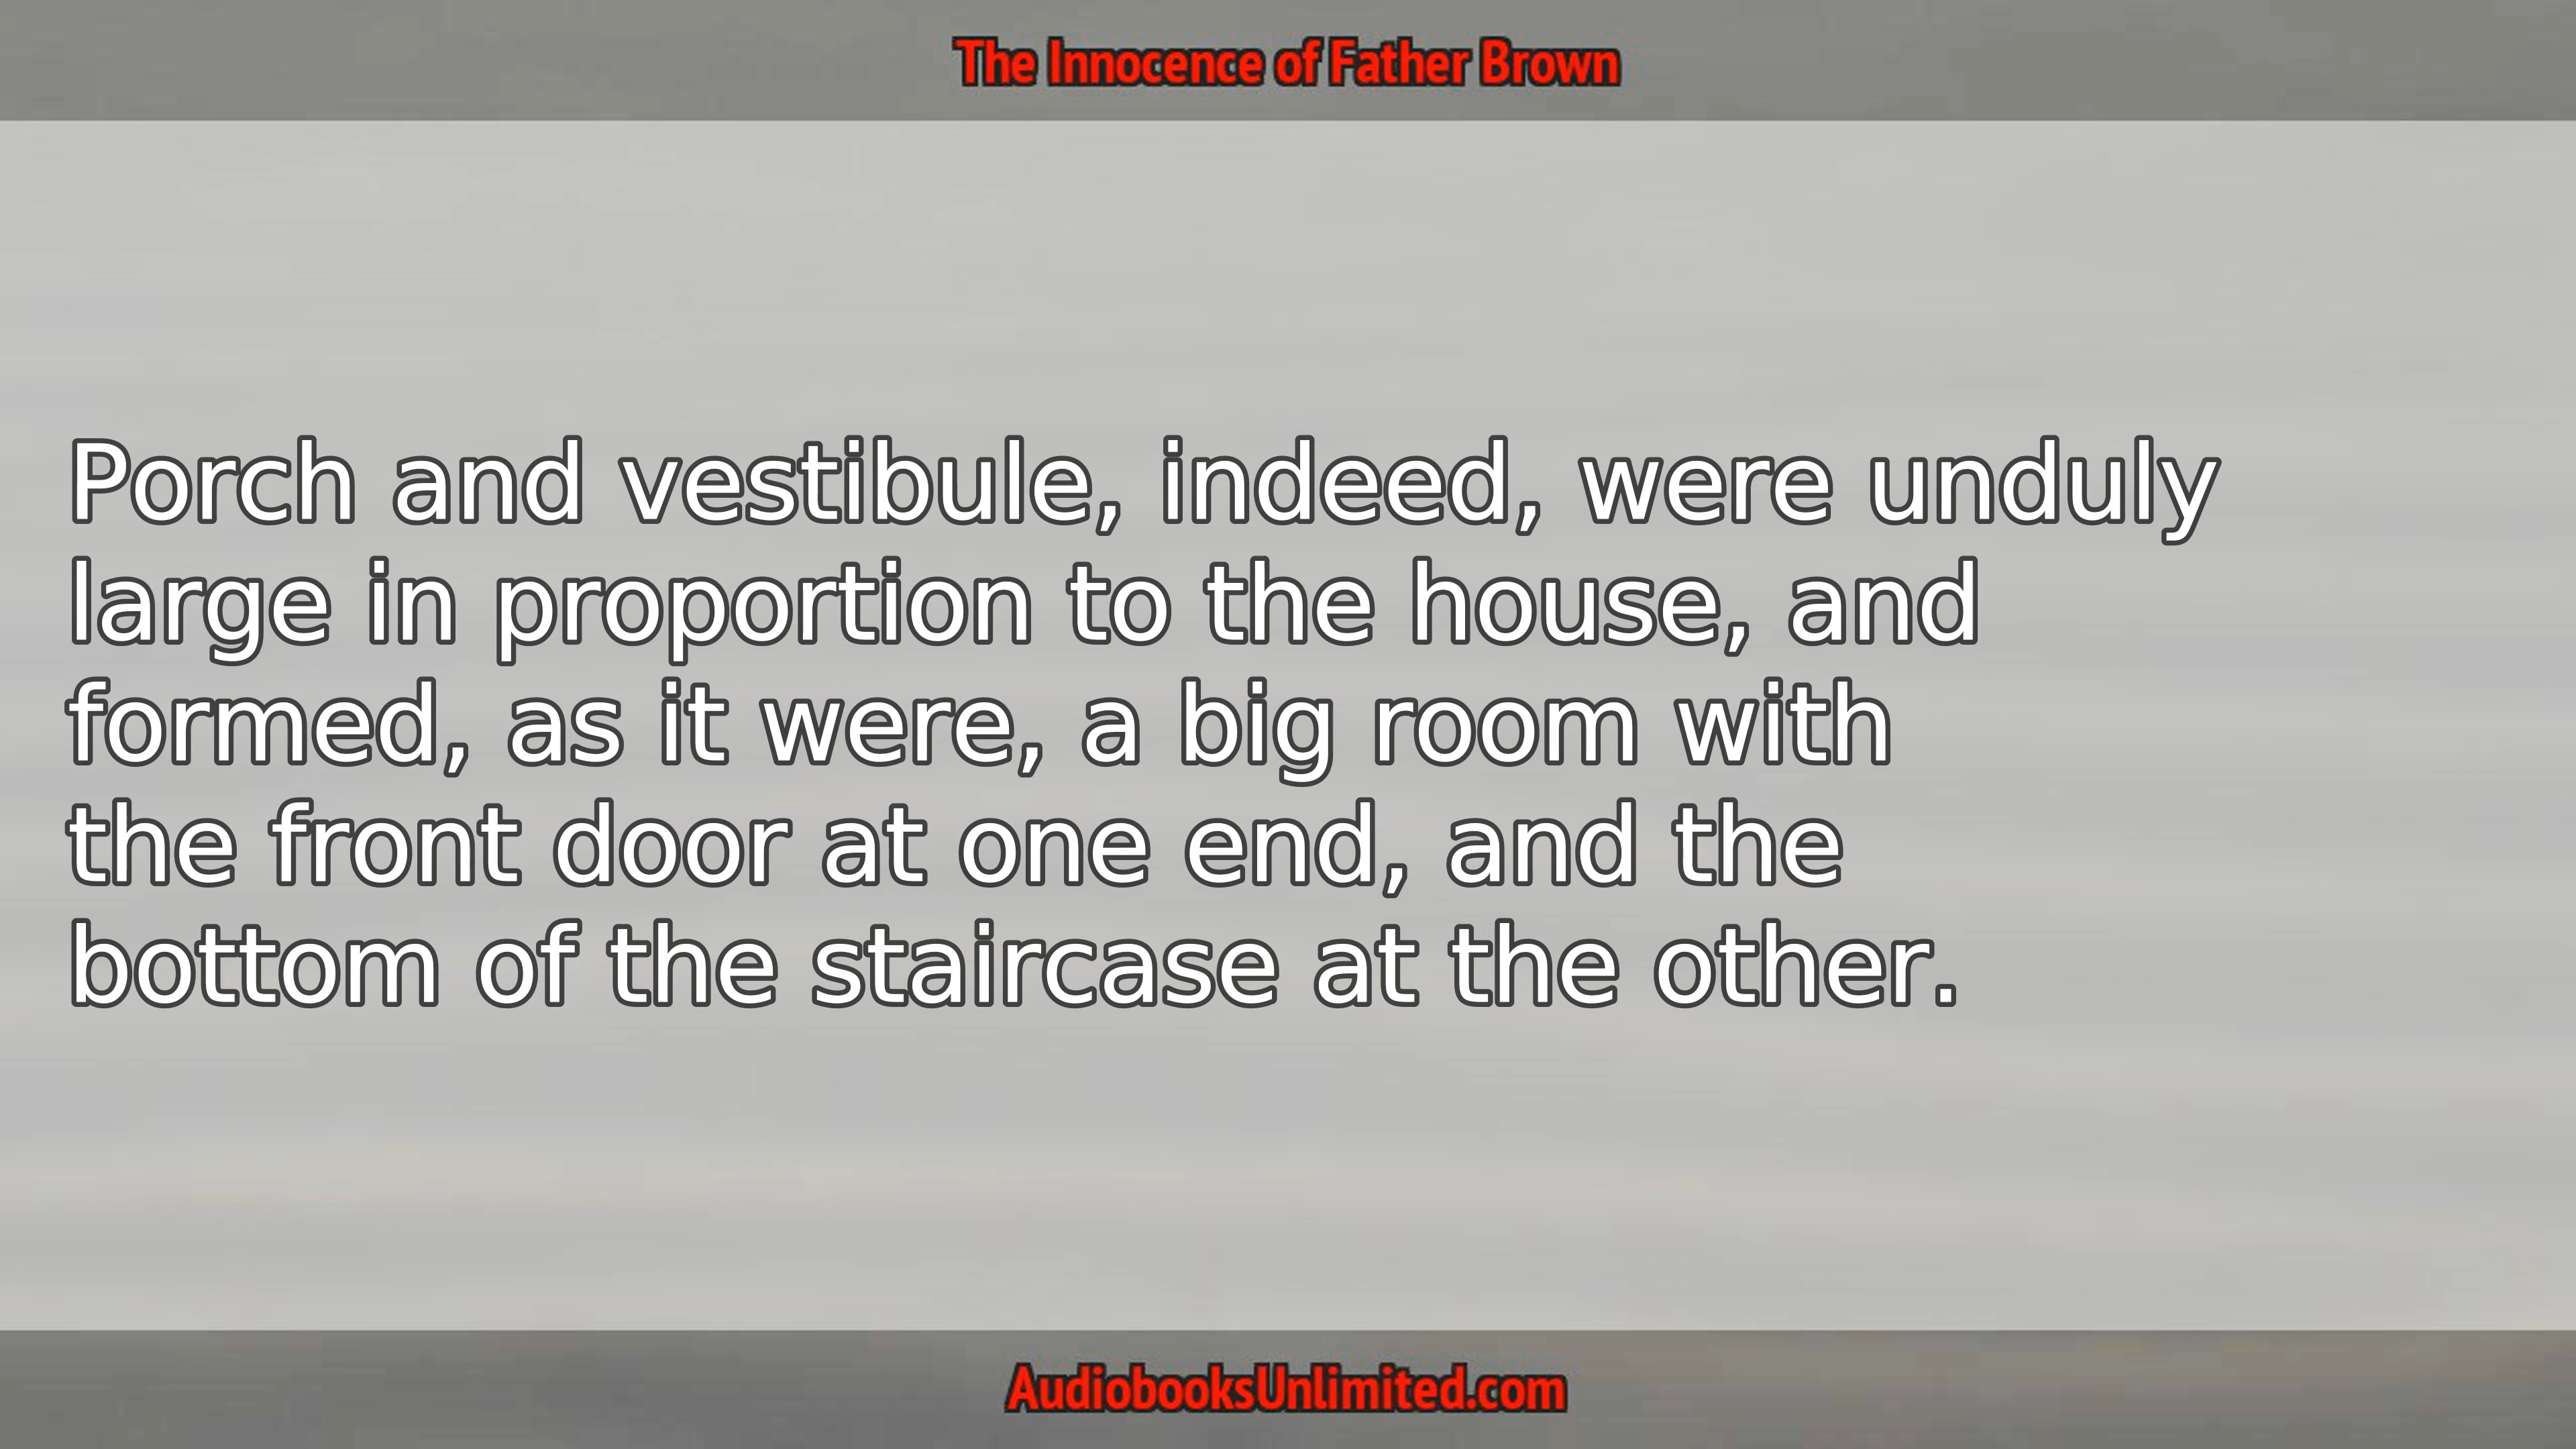 The Innocence of Father Brown
Porch and vestibule, indeed, were unduly
large in proportion to the house, and
formed, as it were, a big room with
the front door at one end, and the
bottom of the staircase at the other.
AudiobooksUnlimited.com